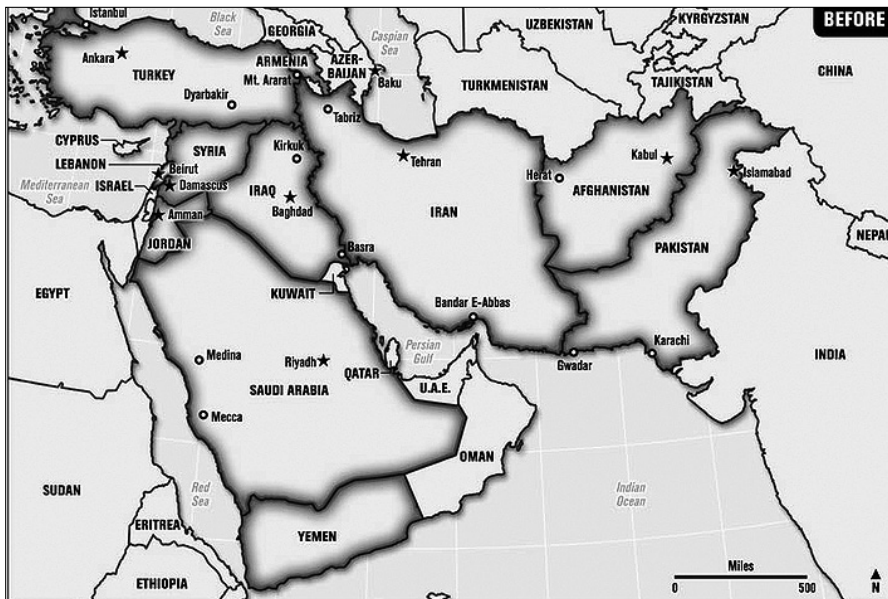 Istanbul
Black
Sea
GEORGIA
Caspian
Sea
UZBEKISTAN
KYRGYZSTAN
BEFORE
Ankara
TURKEY
ARMENIA
Mt. Ararat
AZER-
BAIJAN
Baku
TURKMENISTAN
TAJIKISTAN
CHINA
Dyarbakir
Tabriz
CYPRUS
SYRIA
Kirkuk
Tehran
Herat
Kabul
Islamabad
LEBANON
Beirut
Mediterranean
Sea
ISRAEL
Damascus
IRAQ
Baghdad
AFGHANISTAN
IRAN
Amman
JORDAN
Basra
PAKISTAN
NEPAL
KUWAIT
EGYPT
Bandar E-Abbas
Medina
Riyadh
Persian
Gulf
Karachi
Gwadar
INDIA
QATAR
SAUDI ARABIA
U.A.E.
Mecca
OMAN
SUDAN
Red
Sea
Indian
Ocean
ERITREA
YEMEN
Miles
0
500
N
ETHIOPIA